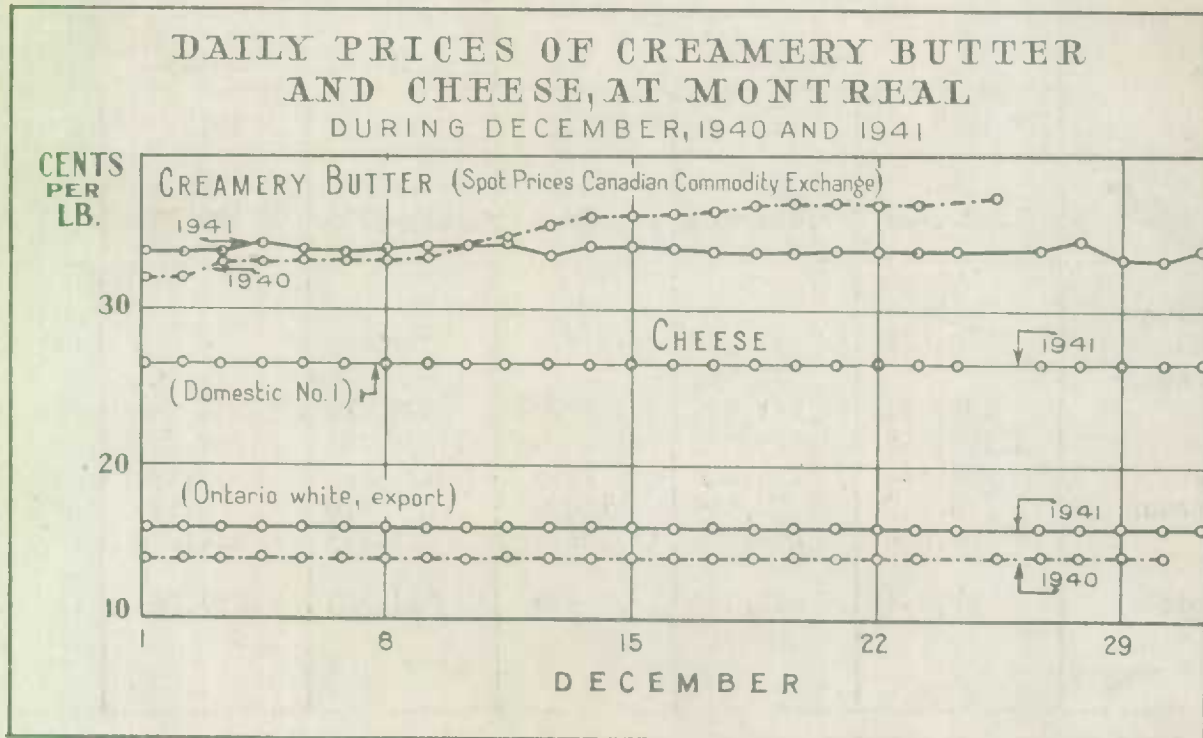 DAILY PRICES OF CREAMERY BUTTER
AND CHEESE, AT MONTREAL
DURING DECEMBER, 1940 AND 1941
CENTS
PER
LB.
CREAMERY BUTTER (Spot Prices Canadian Commodity Exchange)
1941
1940
30
CHEESE
1941
(Domestic No. 1)
20
(Ontario white, export)
1941
1940
10
1 8 15 22 29
DECEMBER